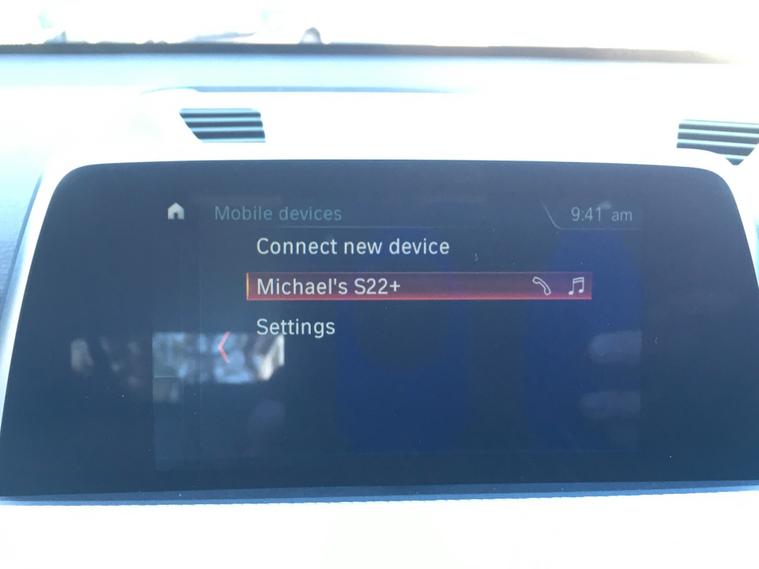 Mobile devices
9:41 am
Connect new device
Michael's S22+
Settings